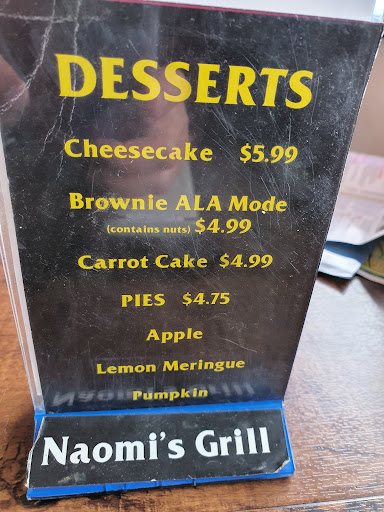 DESSERTS
Cheesecake $5.99
Brownie ALA Mode
(contains nuts) $4.99
Carrot Cake $4.99
PIES $4.75
Apple
Lemon Meringue
Pumpkin
Naomi's Grill